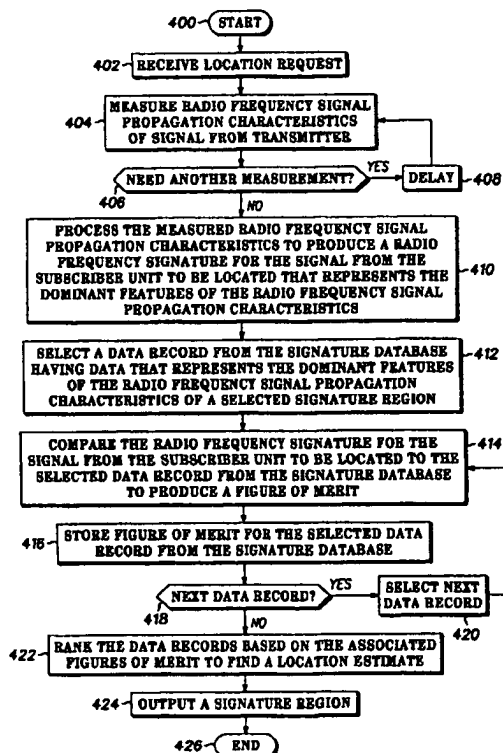 400 START
402 RECEIVE LOCATION REQUEST
MEASURE RADIO FREQUENCY SIGNAL
404 PROPAGATION CHARACTERISTICS
OF SIGNAL FROM TRANSMITTER
NEED ANOTHER MEASUREMENT? YES DELAY 408
406
NO
PROCESS THE MEASURED RADIO FREQUENCY SIGNAL
PROPAGATION CHARACTERISTICS TO PRODUCE A RADIO
FREQUENCY SIGNATURE FOR THE SIGNAL FROM THE
SUBSCRIBER UNIT TO BE LOCATED THAT REPRESENTS THE 410
DOMINANT FEATURES OF THE RADIO FREQUENCY SIGNAL
PROPAGATION CHARACTERISTICS
SELECT A DATA RECORD FROM THE SIGNATURE DATABASE 412
HAVING DATA THAT REPRESENTS THE DOMINANT FEATURES
OF THE RADIO FREQUENCY SIGNAL PROPAGATION
CHARACTERISTICS OF A SELECTED SIGNATURE REGION
COMPARE THE RADIO FREQUENCY SIGNATURE FOR THE 414
SIGNAL FROM THE SUBSCRIBER UNIT TO BE LOCATED TO THE
SELECTED DATA RECORD FROM THE SIGNATURE DATABASE
TO PRODUCE A FIGURE OF MERIT
416 STORE FIGURE OF MERIT FOR THE SELECTED DATA
RECORD FROM THE SIGNATURE DATABASE
NEXT DATA RECORD? YES SELECT NEXT
DATA RECORD
418
420
NO
422 RANK THE DATA RECORDS BASED ON THE ASSOCIATED
FIGURES OF MERIT TO FIND A LOCATION ESTIMATE
424 OUTPUT A SIGNATURE REGION
426 END